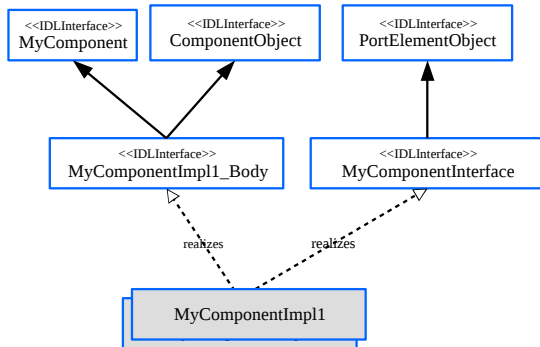 <<IDLInterface>>
MyComponent
<<IDLInterface>>
ComponentObject
<<IDLInterface>>
PortElementObject
<<IDLInterface>>
MyComponentImpl1_Body
<<IDLInterface>>
MyComponentInterface
realizes
realizes
MyComponentImpl1